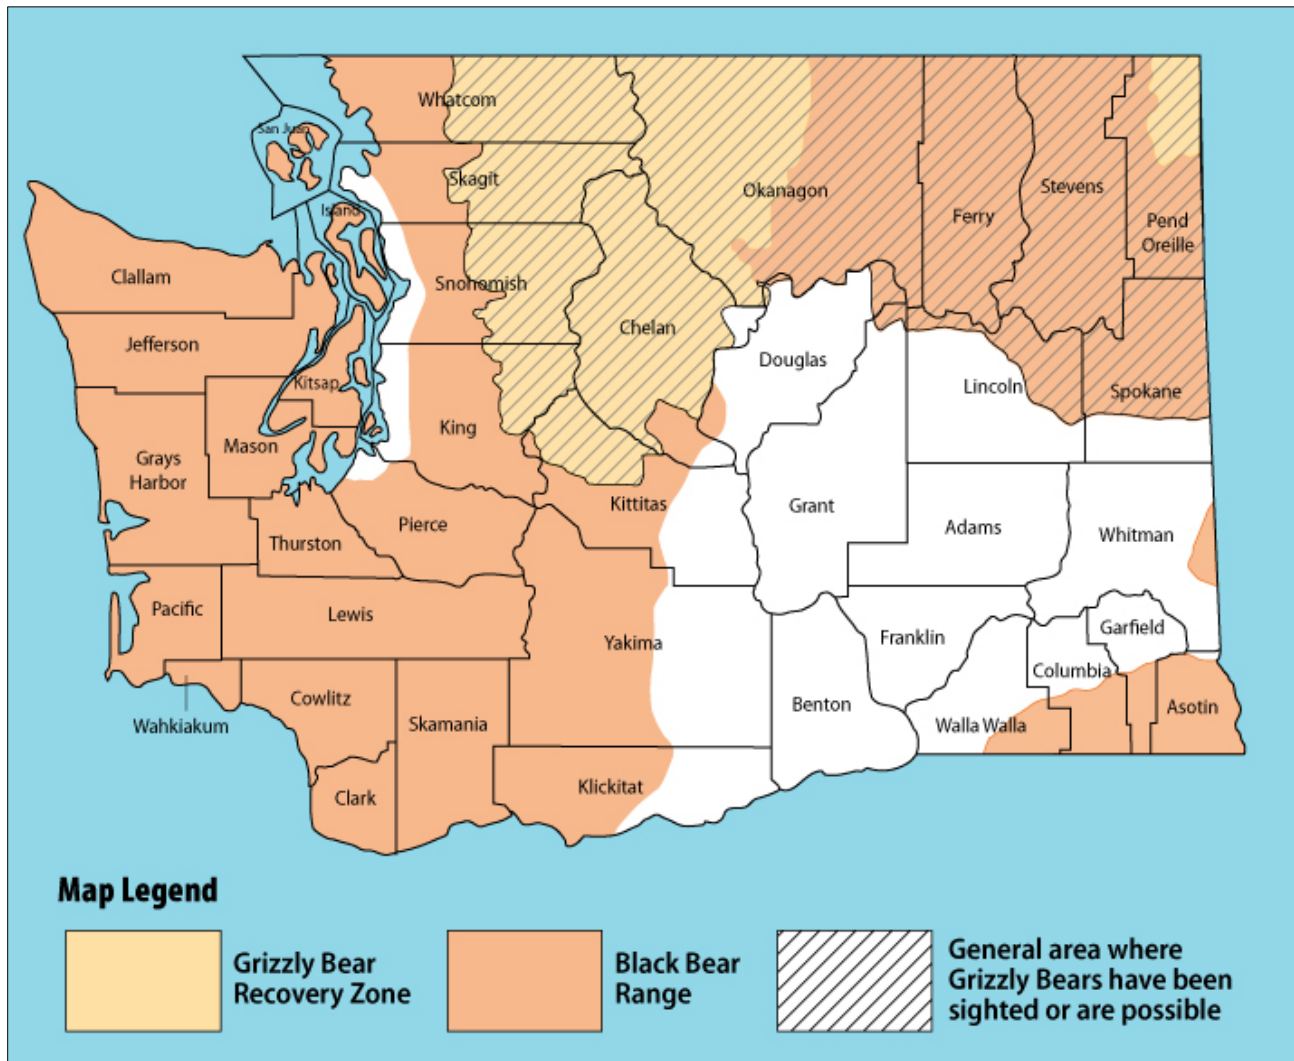 Whatcom
San Juan
Skagit
Island
Okanagon
Stevens
Ferry
Pend
Oreille
Clallam
Snohomish
Chelan
Jefferson
Douglas
Kitsap
Lincoln
Spokane
King
Mason
Grays
Harbor
Kittitas
Grant
Pierce
Adams
Whitman
Thurston
Pacific
Lewis
Yakima
Franklin
Garfield
Columbia
Cowlitz
Skamania
Benton
Walla Walla
Asotin
Wahkiakum
Klickitat
Clark
Map Legend
Grizzly Bear
Recovery Zone
Black Bear
Range
General area where
Grizzly Bears have been
sighted or are possible